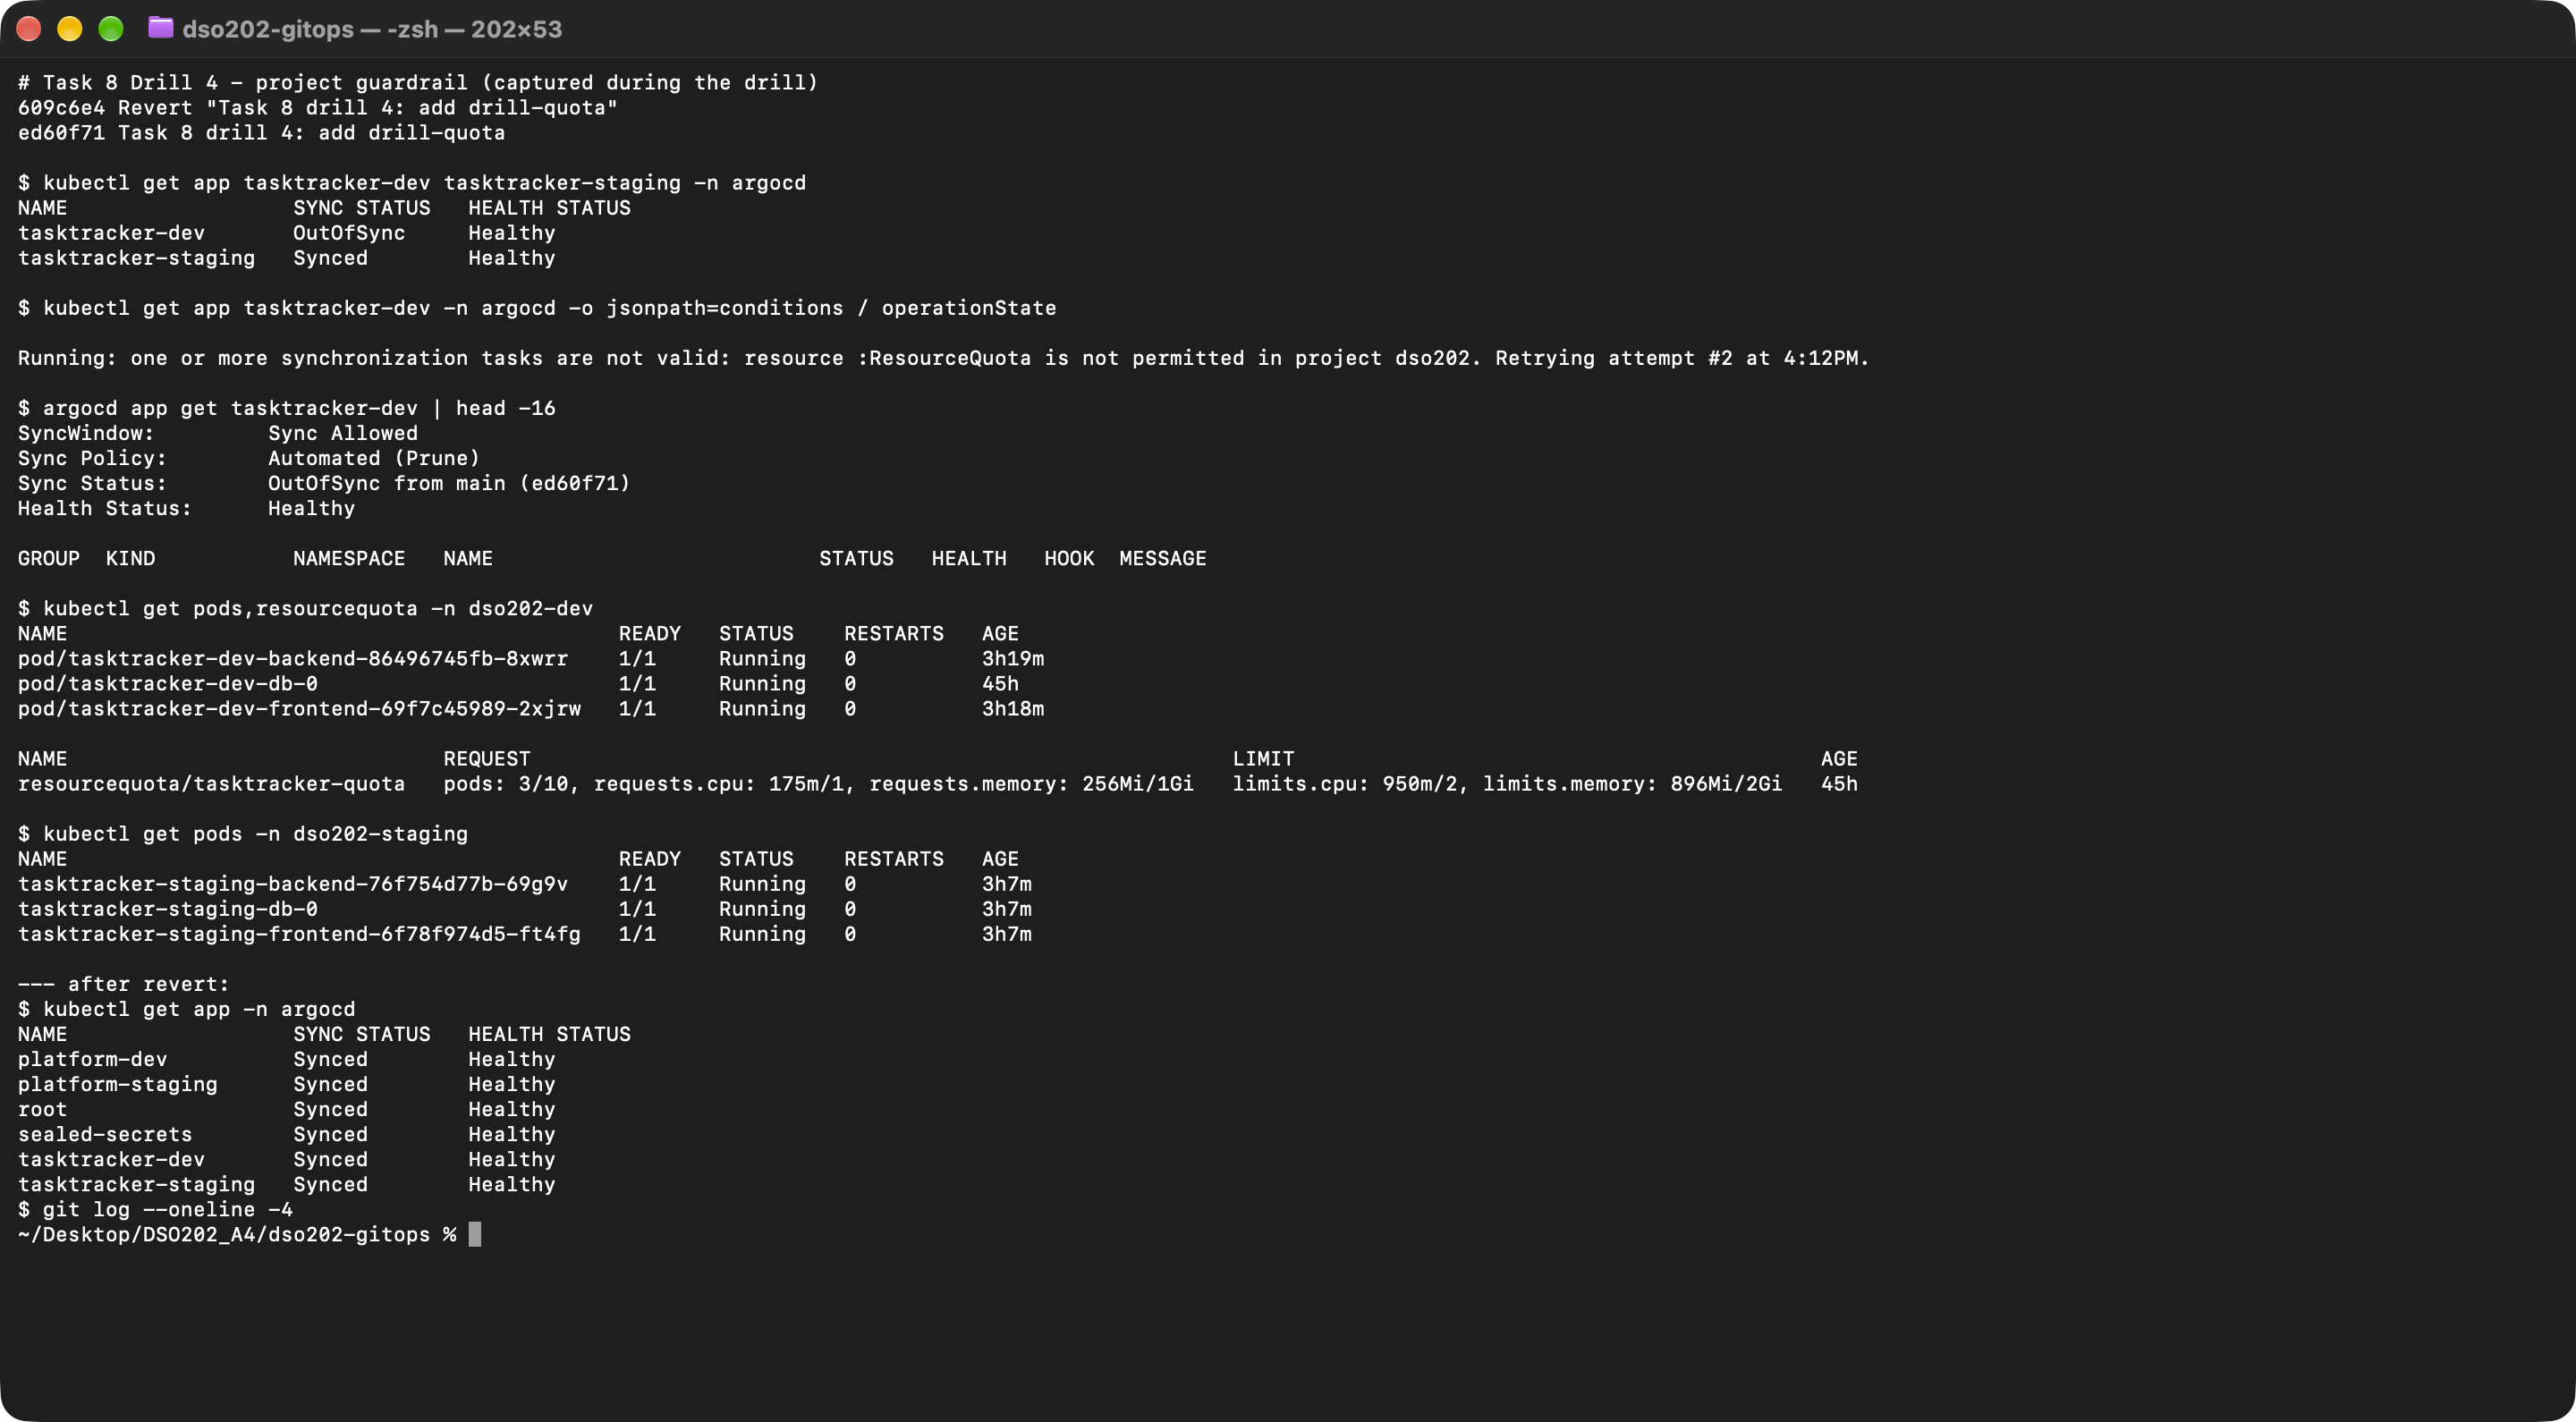 dso202-gitops — -zsh — 202×53
# Task 8 Drill 4 - project guardrail (captured during the drill)
609c6e4 Revert "Task 8 drill 4: add drill-quota"
ed60f71 Task 8 drill 4: add drill-quota
$ kubectl get app tasktracker-dev tasktracker-staging -n argocd
NAME                  SYNC STATUS   HEALTH STATUS
tasktracker-dev       OutOfSync     Healthy
tasktracker-staging   Synced        Healthy
$ kubectl get app tasktracker-dev -n argocd -o jsonpath=conditions / operationState
Running: one or more synchronization tasks are not valid: resource :ResourceQuota is not permitted in project dso202. Retrying attempt #2 at 4:12PM.
$ argocd app get tasktracker-dev | head -16
SyncWindow:         Sync Allowed
Sync Policy:        Automated (Prune)
Sync Status:        OutOfSync from main (ed60f71)
Health Status:      Healthy
GROUP  KIND           NAMESPACE   NAME                          STATUS   HEALTH   HOOK  MESSAGE
$ kubectl get pods,resourcequota -n dso202-dev
NAME                                            READY   STATUS    RESTARTS   AGE
pod/tasktracker-dev-backend-86496745fb-8xwrr    1/1     Running   0          3h19m
pod/tasktracker-dev-db-0                        1/1     Running   0          45h
pod/tasktracker-dev-frontend-69f7c45989-2xjrw   1/1     Running   0          3h18m
NAME                              REQUEST                                                        LIMIT                                          AGE
resourcequota/tasktracker-quota   pods: 3/10, requests.cpu: 175m/1, requests.memory: 256Mi/1Gi   limits.cpu: 950m/2, limits.memory: 896Mi/2Gi   45h
$ kubectl get pods -n dso202-staging
NAME                                            READY   STATUS    RESTARTS   AGE
tasktracker-staging-backend-76f754d77b-69g9v    1/1     Running   0          3h7m
tasktracker-staging-db-0                        1/1     Running   0          3h7m
tasktracker-staging-frontend-6f78f974d5-ft4fg   1/1     Running   0          3h7m
--- after revert:
$ kubectl get app -n argocd
NAME                  SYNC STATUS   HEALTH STATUS
platform-dev          Synced        Healthy
platform-staging      Synced        Healthy
root                  Synced        Healthy
sealed-secrets        Synced        Healthy
tasktracker-dev       Synced        Healthy
tasktracker-staging   Synced        Healthy
$ git log --oneline -4
~/Desktop/DSO202_A4/dso202-gitops %